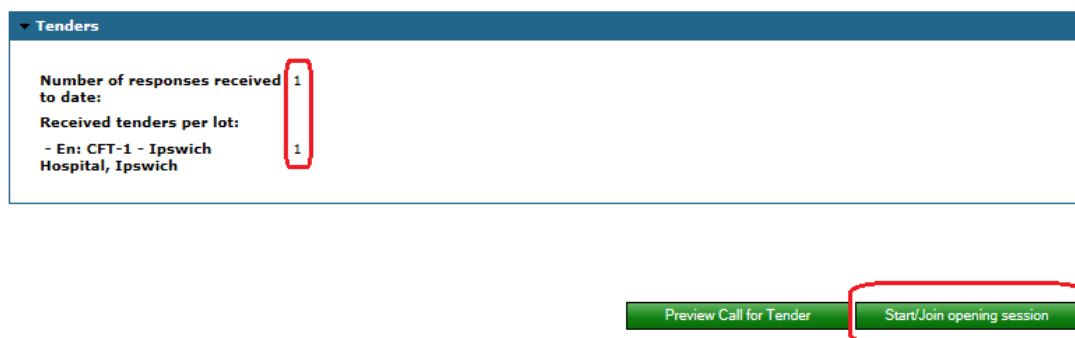 Tenders
Number of responses received 1
to date:
Received tenders per lot:
- En: CFT-1 - Ipswich 1
Hospital, Ipswich
Preview Call for Tender Start/Join opening session